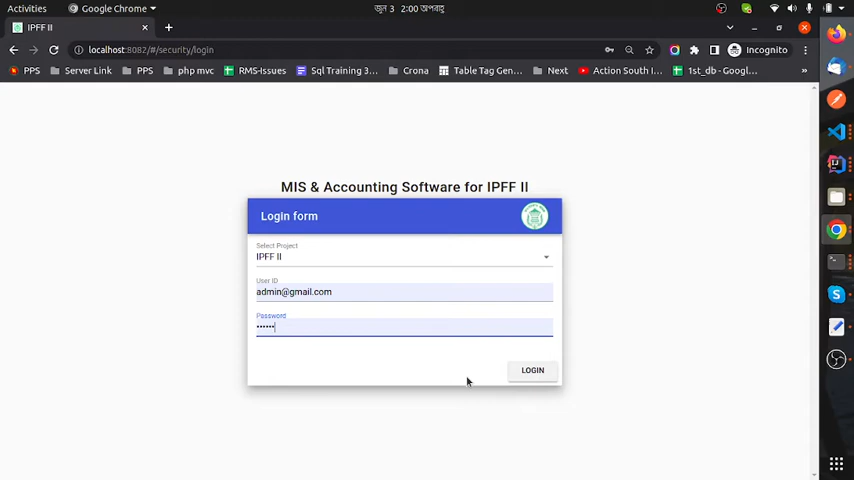 Activities
Google Chrome
জুন 3 2:00 অপরাহ্ণ
IPFF II
localhost:8082/#/security/login
Incognito
PPS
Server Link
PPS
php mvc
RMS-Issues
Sql Training 3...
Crona
Table Tag Gen...
Next
Action South I...
1st_db - Googl...
»
MIS & Accounting Software for IPFF II
Login form
Select Project
IPFF II
User ID
admin@gmail.com
Password
••••••
LOGIN